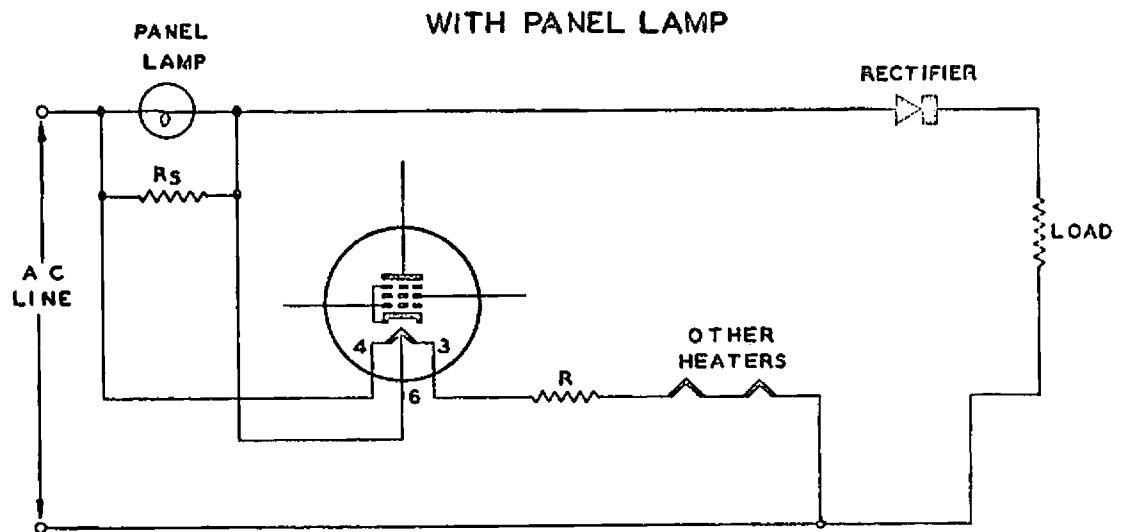 WITH PANEL LAMP
PANEL
LAMP
RECTIFIER
RS
LOAD
A C
LINE
4
3
6
R
OTHER
HEATERS